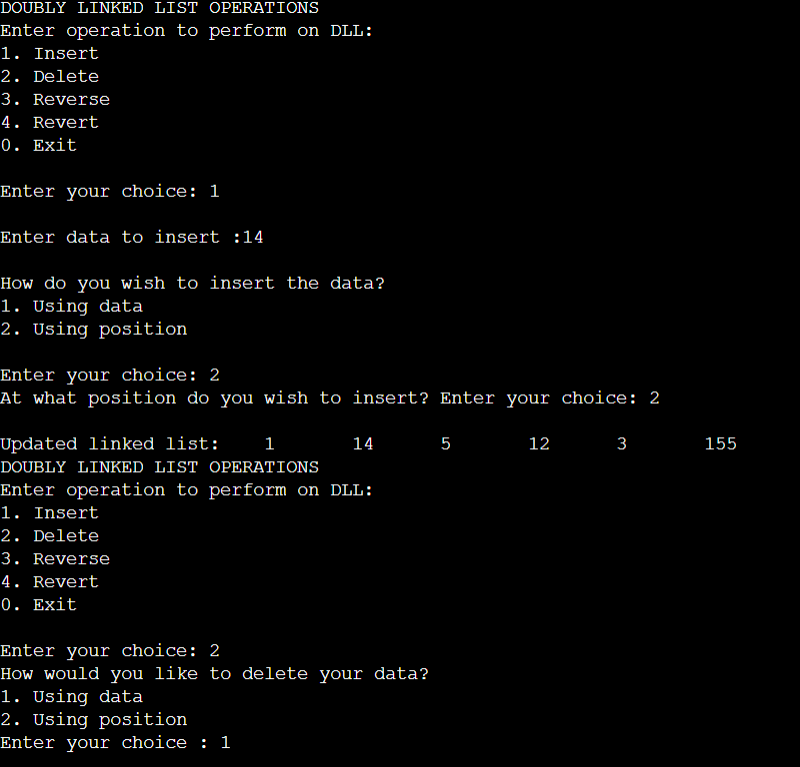 DOUBLY LINKED LIST OPERATIONS
Enter operation to perform on DLL:
1. Insert
2. Delete
3. Reverse
4. Revert
0. Exit
Enter your choice: 1
Enter data to insert :14
How do you wish to insert the data?
1. Using data
2. Using position
Enter your choice: 2
At what position do you wish to insert? Enter your choice: 2
Updated linked list:    1       14      5       12      3       155
DOUBLY LINKED LIST OPERATIONS
Enter operation to perform on DLL:
1. Insert
2. Delete
3. Reverse
4. Revert
0. Exit
Enter your choice: 2
How would you like to delete your data?
1. Using data
2. Using position
Enter your choice : 1